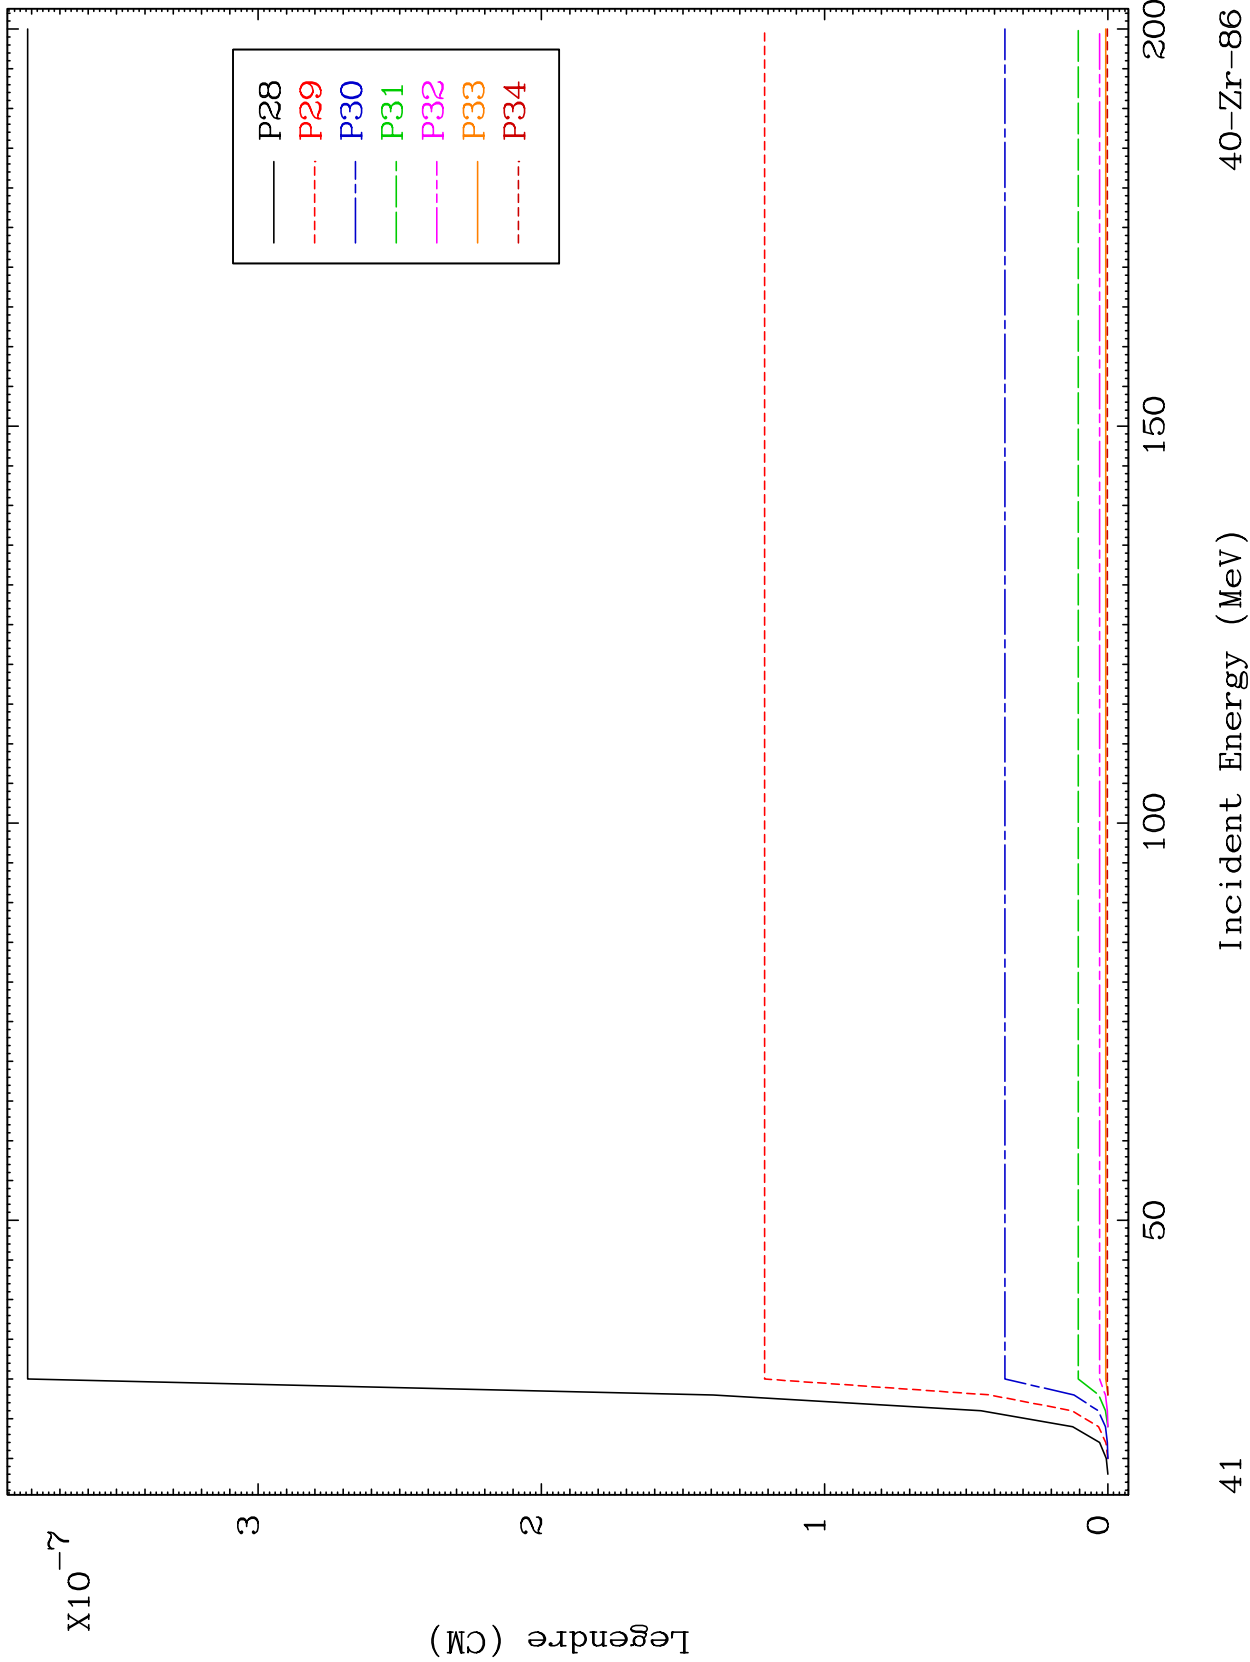 X10-7
3
2
1
0
Legendre (CM)
P28
P29
P30
P31
P32
P33
P34
50
100
150
200
Incident Energy (MeV)
41
40-Zr-86